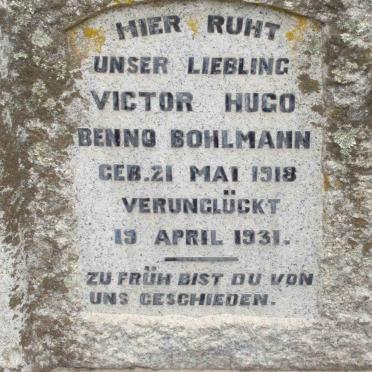 HIER RUHT
UNSER LIEBLING
VICTOR HUGO
BENNO BOHLMANN
GEB. 21 MAI 1918
VERUNGLÜCKT
19 APRIL 1931.
ZU FRÜH BIST DU VON
UNS GESCHIEDEN.